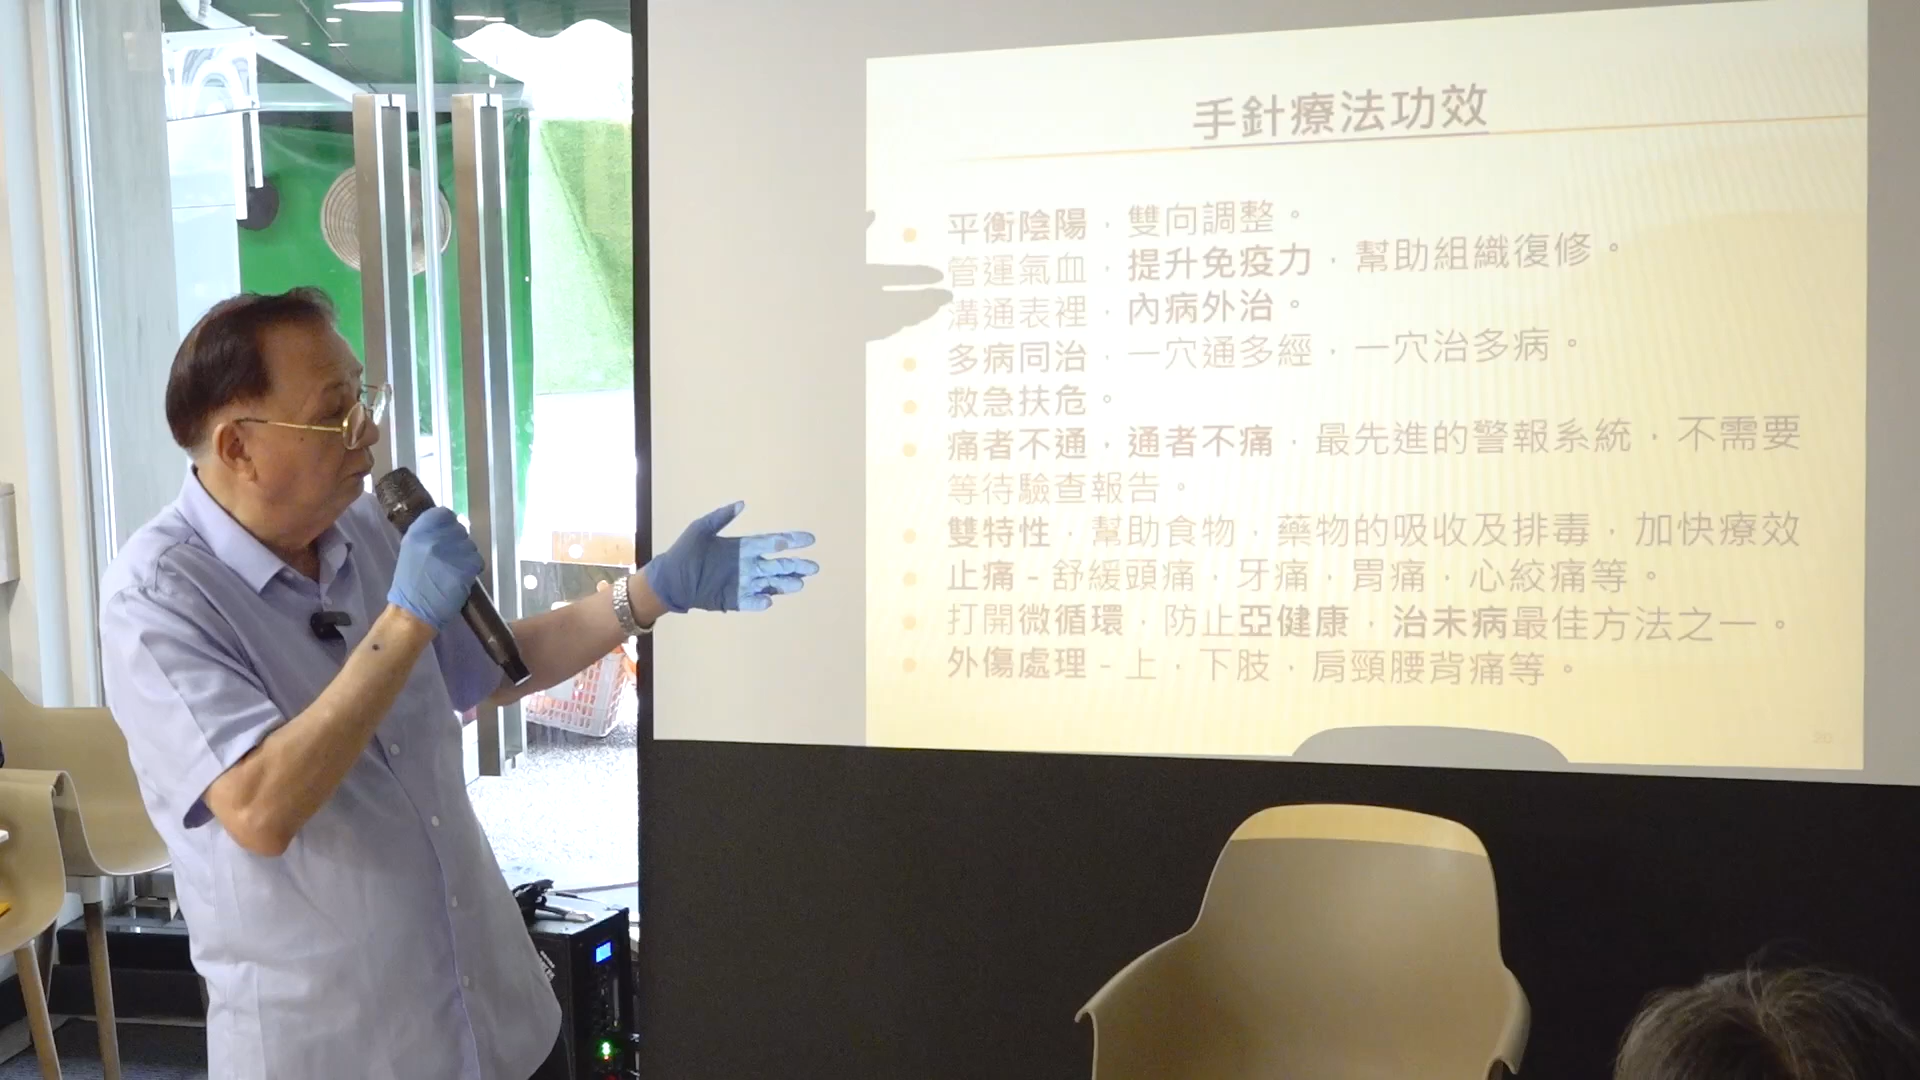 手針療法功效
平衡陰陽，雙向調整。
管運氣血，提升免疫力，幫助組織復修。
溝通表裡，內病外治。
多病同治，一穴通多經，一穴治多病。
救急扶危。
痛者不通，通者不痛，最先進的警報系統，不需要
等待驗查報告。
雙特性，幫助食物，藥物的吸收及排毒，加快療效
止痛 – 舒緩頭痛，牙痛，胃痛，心絞痛等。
打開微循環，防止亞健康，治未病最佳方法之一。
外傷處理 – 上，下肢，肩頸腰背痛等。